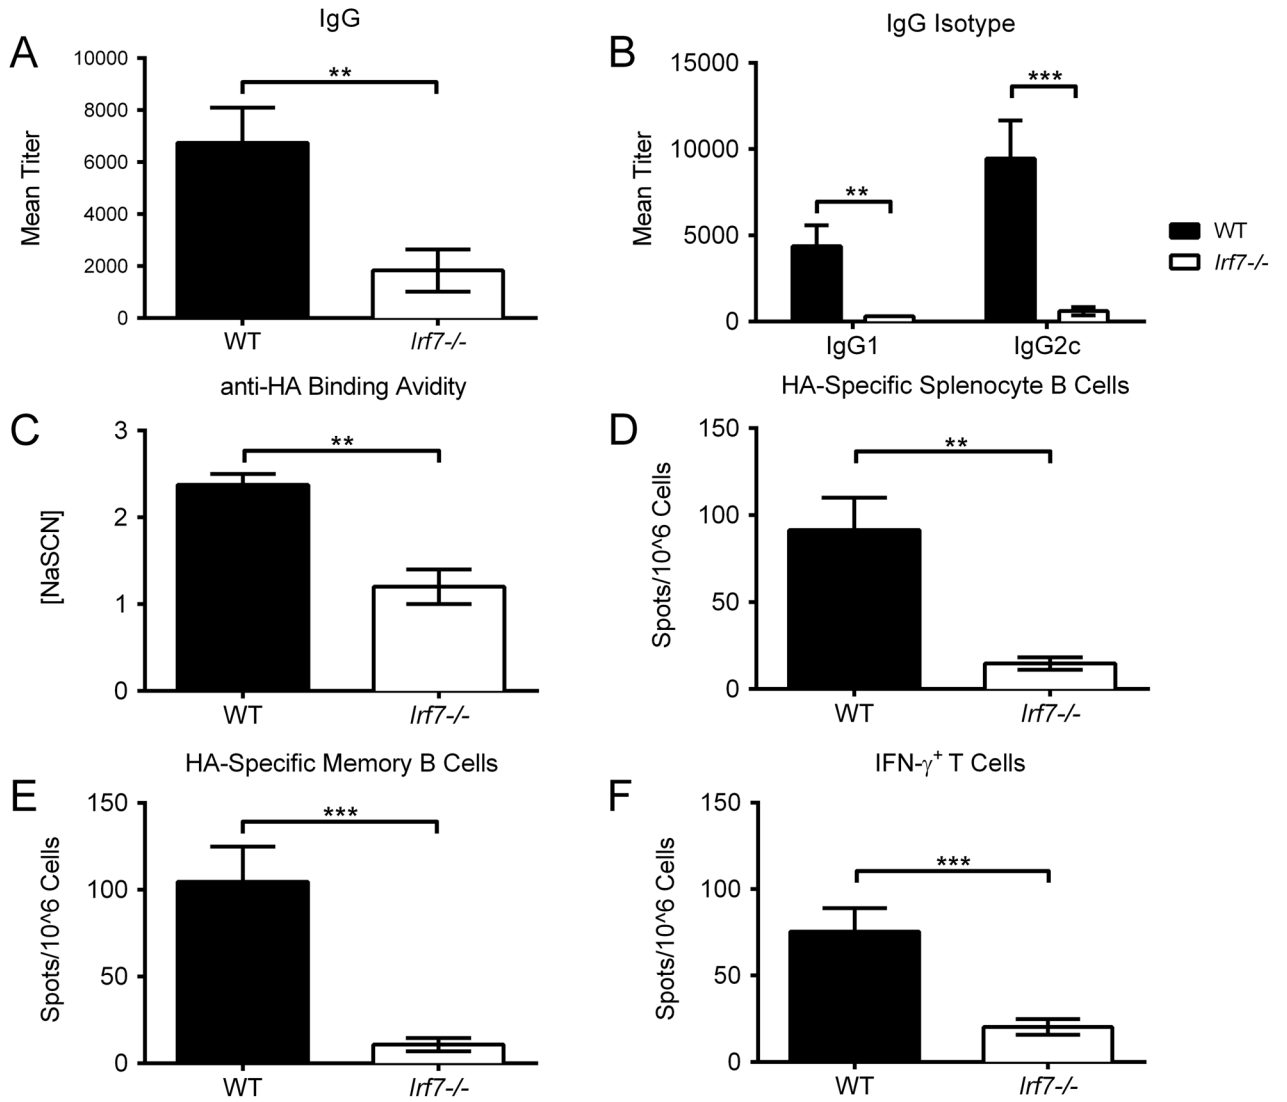 A
IgG
Mean Titer
10000
8000
6000
4000
2000
0
**
WT
Irf7-/-
B
IgG Isotype
Mean Titer
15000
10000
5000
0
**
***
IgG1
IgG2c
WT
Irf7-/-
C
anti-HA Binding Avidity
[NaSCN]
3
2
1
0
**
WT
Irf7-/-
D
HA-Specific Splenocyte B Cells
Spots/10^6 Cells
150
100
50
0
**
WT
Irf7-/-
E
HA-Specific Memory B Cells
Spots/10^6 Cells
150
100
50
0
***
WT
Irf7-/-
F
IFN-γ+ T Cells
Spots/10^6 Cells
150
100
50
0
***
WT
Irf7-/-